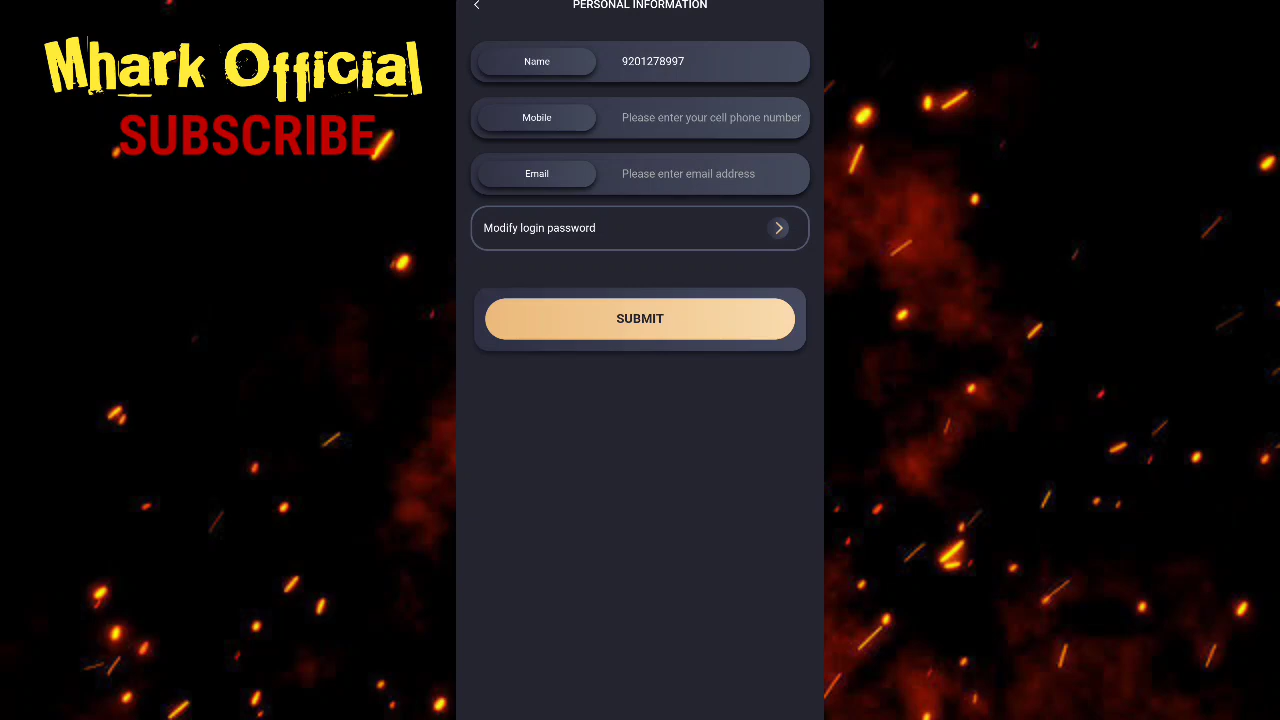 Mhark Official
SUBSCRIBE
PERSONAL INFORMATION
Name 9201278997
Mobile Please enter your cell phone number
Email Please enter email address
Modify login password
SUBMIT